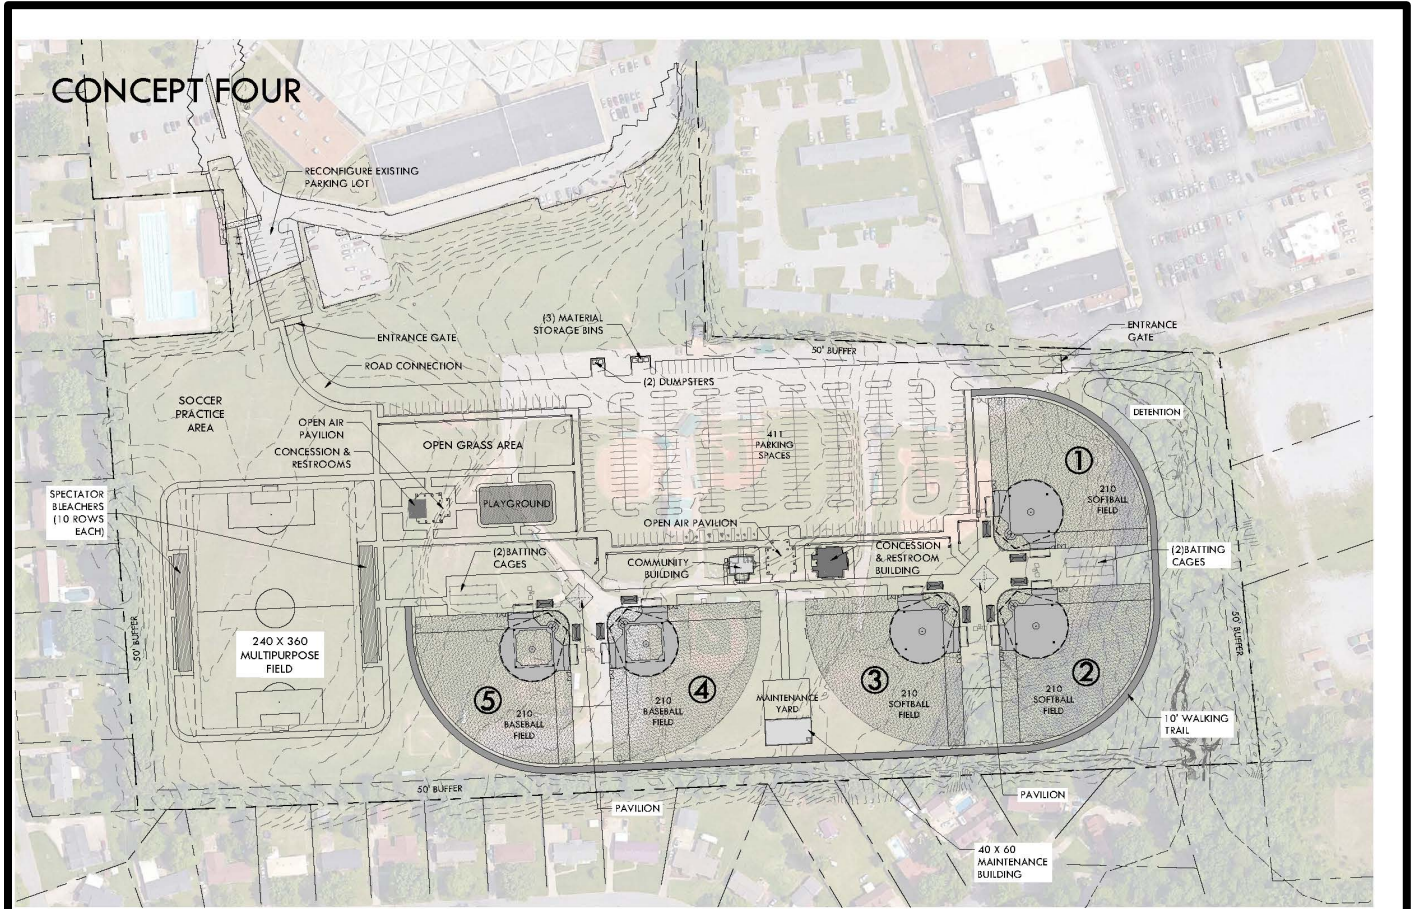 CONCEPT FOUR
RECONFIGURE EXISTING
PARKING LOT
(3) MATERIAL
STORAGE BINS
ENTRANCE GATE
ENTRANCE
GATE
50' BUFFER
ROAD CONNECTION
(2) DUMPSTERS
SOCCER
PRACTICE
AREA
OPEN AIR
PAVILION
OPEN GRASS AREA
CONCESSION &
RESTROOMS
411
PARKING
SPACES
DETENTION
1
210
SOFTBALL
FIELD
SPECTATOR
BLEACHERS
(10 ROWS
EACH)
PLAYGROUND
OPEN AIR PAVILION
(2)BATTING
CAGES
COMMUNITY
BUILDING
CONCESSION
& RESTROOM
BUILDING
(2)BATTING
CAGES
50' BUFFER
240 X 360
MULTIPURPOSE
FIELD
50' BUFFER
5
210
BASEBALL
FIELD
4
210
BASEBALL
FIELD
MAINTENANCE
YARD
3
210
SOFTBALL
FIELD
2
210
SOFTBALL
FIELD
10' WALKING
TRAIL
50' BUFFER
PAVILION
PAVILION
40 X 60
MAINTENANCE
BUILDING